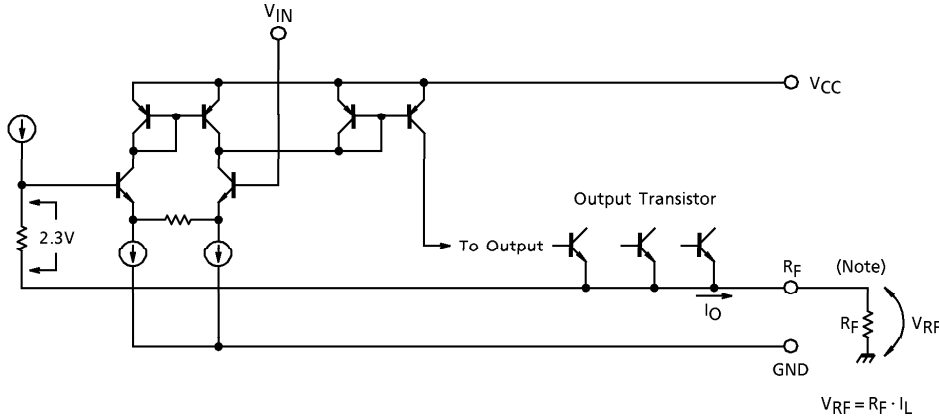 VIN
VCC
2.3V
Output Transistor
To Output
RF
(Note)
IO
RF
VRF
GND
VRF = RF · IL